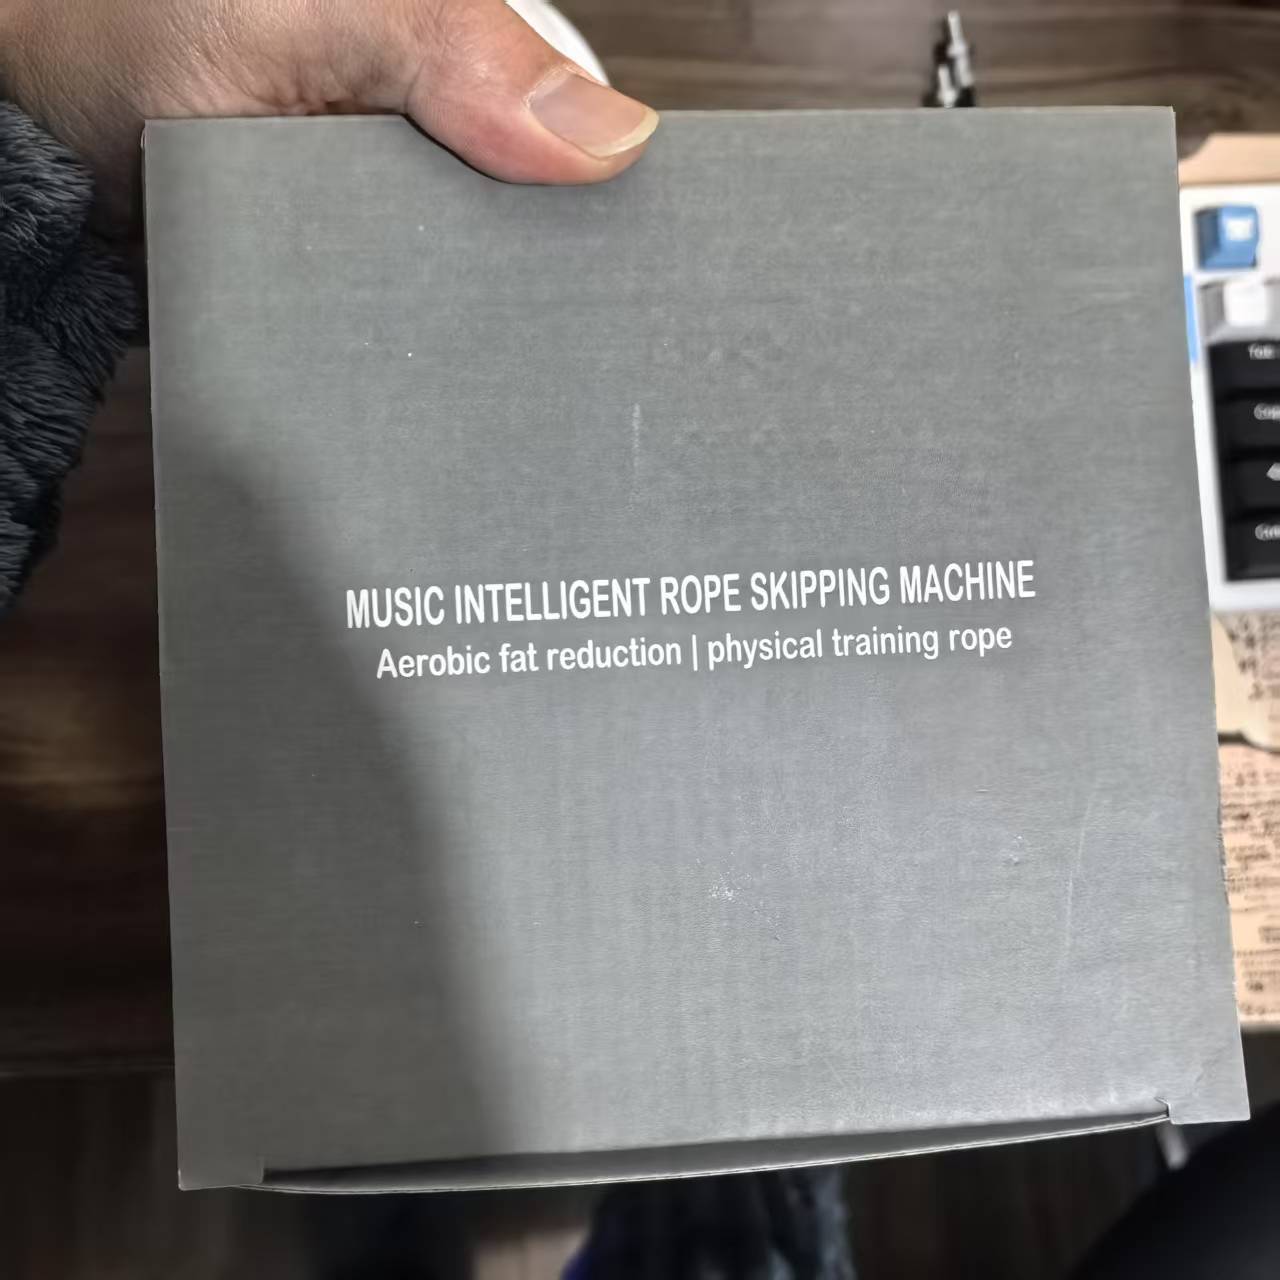 MUSIC INTELLIGENT ROPE SKIPPING MACHINE
Aerobic fat reduction | physical training rope